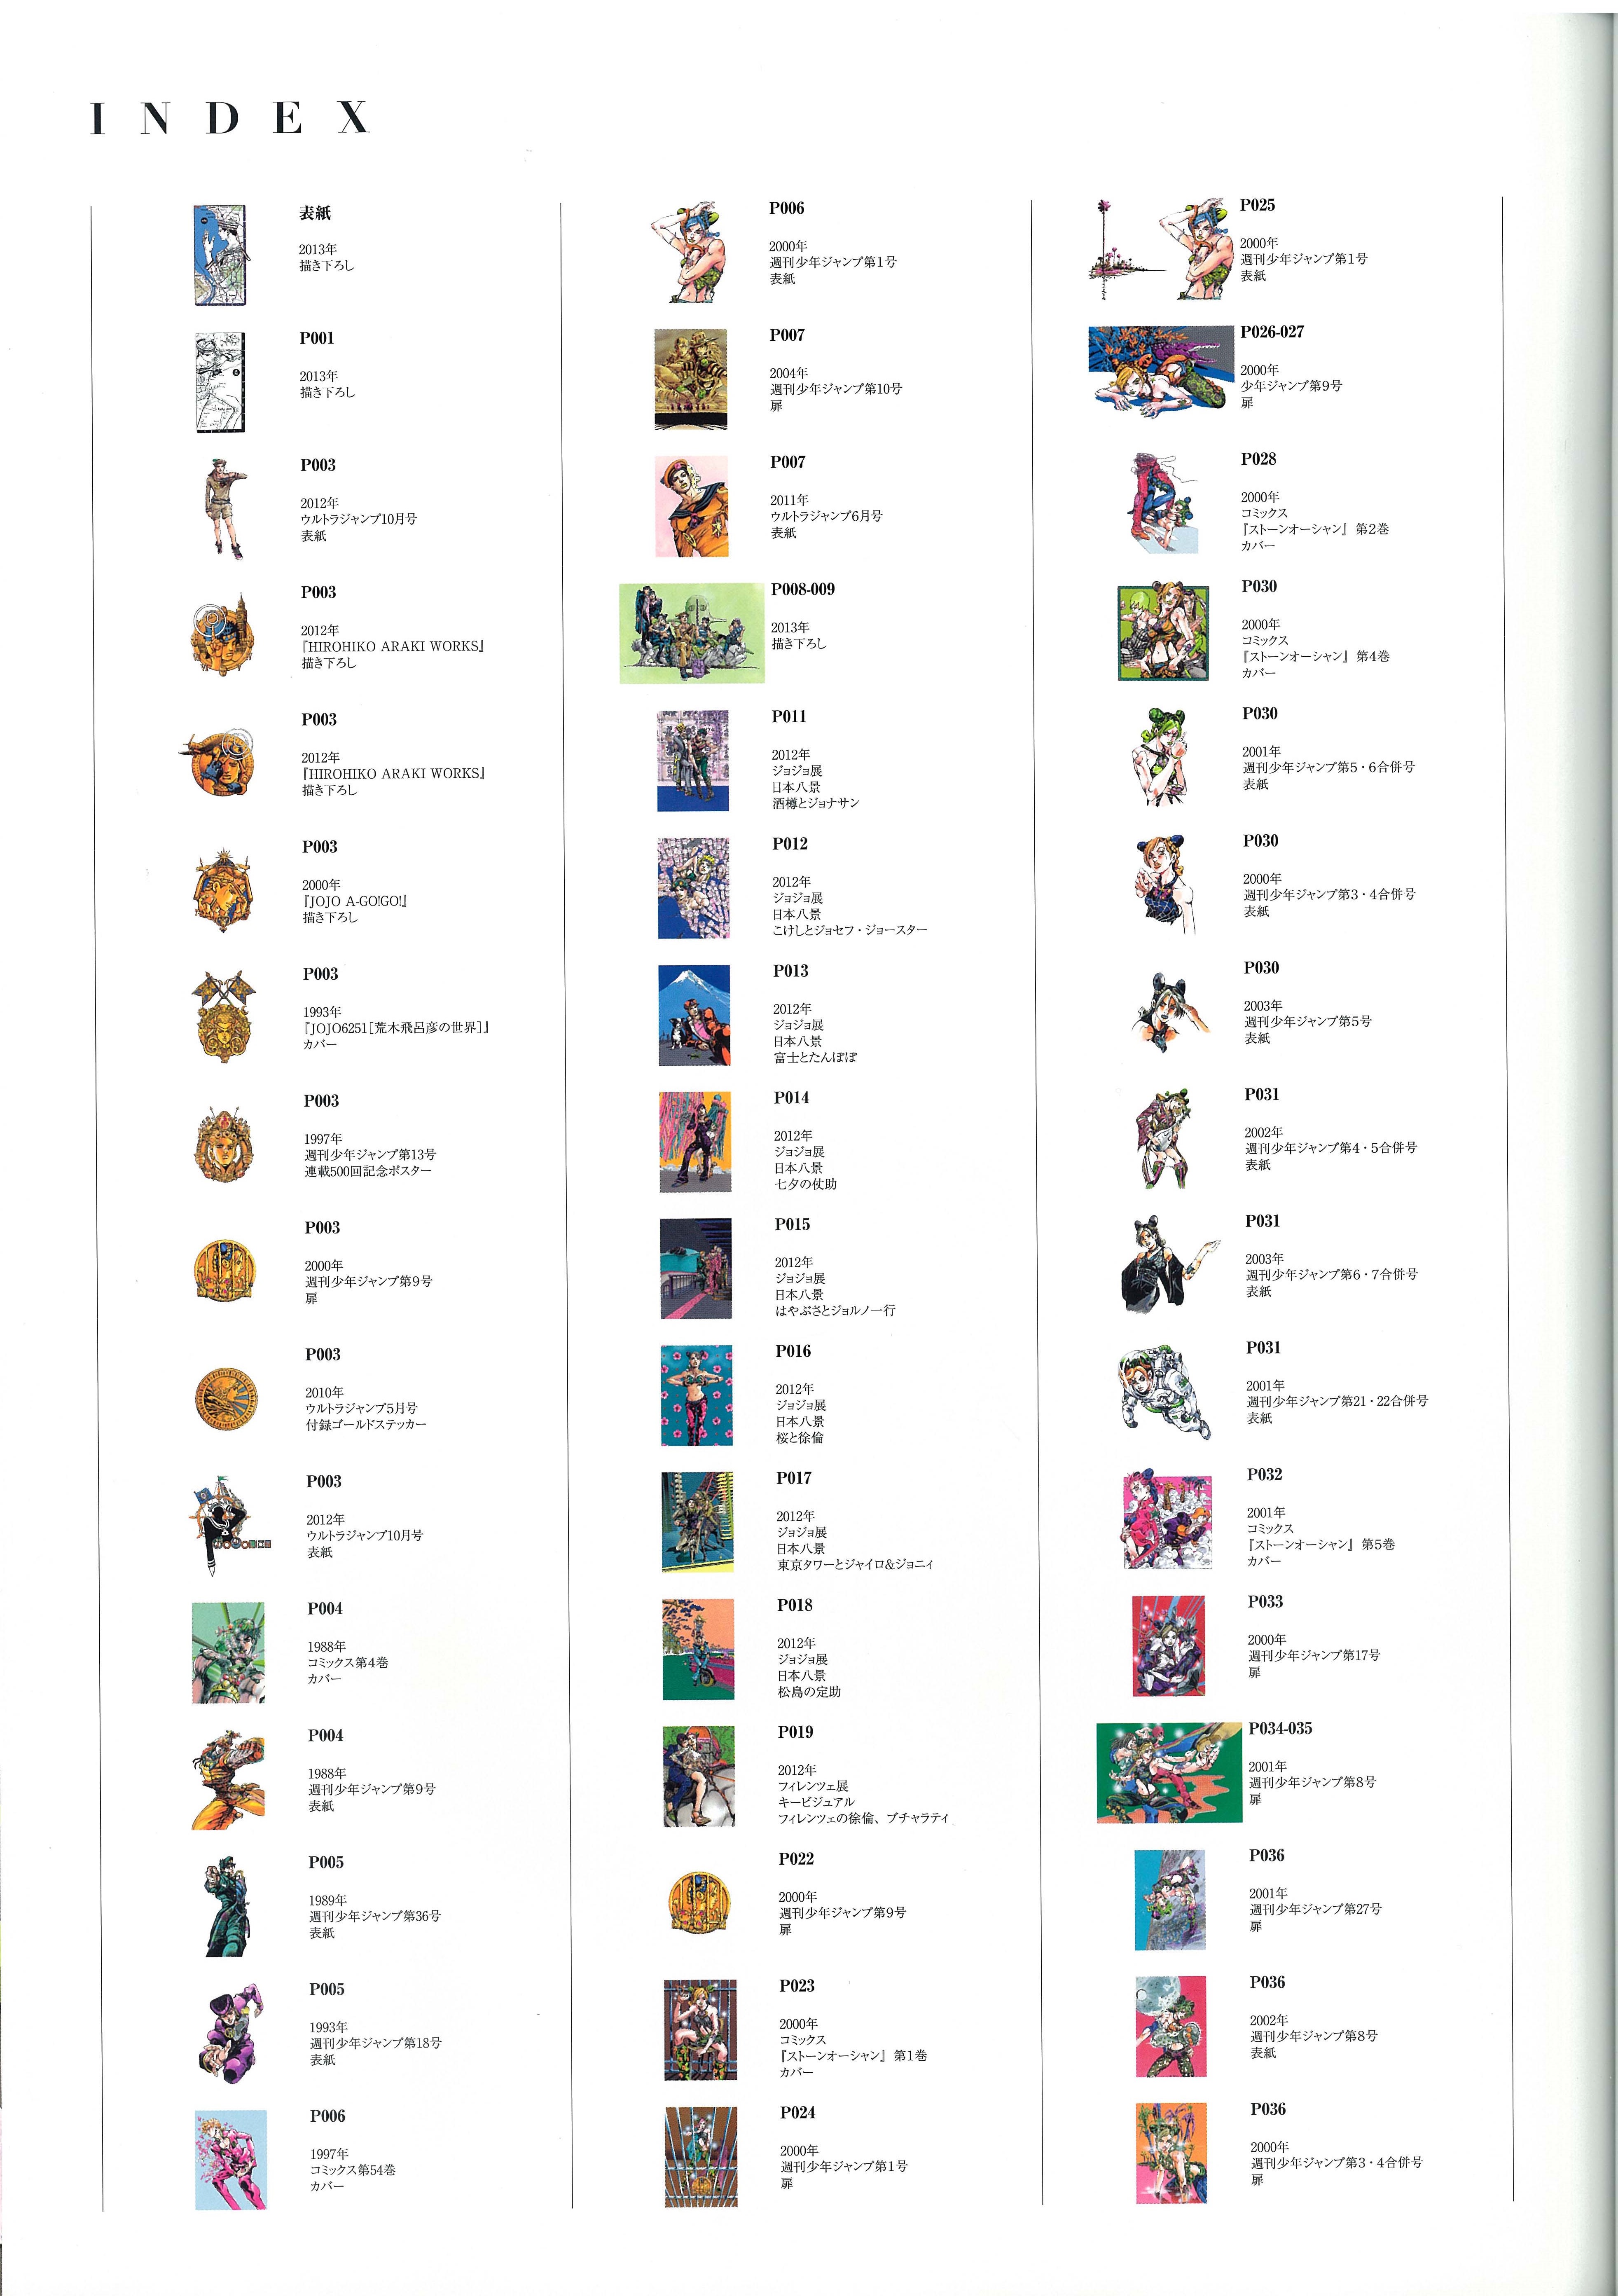 INDEX
表紙
2013年
描き下ろし
P001
2013年
描き下ろし
P003
2012年
ウルトラジャンプ10月号
表紙
P003
2012年
『HIROHIKO ARAKI WORKS』
描き下ろし
P003
2012年
『HIROHIKO ARAKI WORKS』
描き下ろし
P003
2000年
『JOJO A-GO!GO!』
描き下ろし
P003
1993年
『JOJO6251[荒木飛呂彦の世界]』
カバー
P003
1997年
週刊少年ジャンプ第13号
連載500回記念ポスター
P003
2000年
週刊少年ジャンプ第9号
扉
P003
2010年
ウルトラジャンプ5月号
付録ゴールドステッカー
P003
2012年
ウルトラジャンプ10月号
表紙
P004
1988年
コミックス第4巻
カバー
P004
1988年
週刊少年ジャンプ第9号
表紙
P005
1989年
週刊少年ジャンプ第36号
表紙
P005
1993年
週刊少年ジャンプ第18号
表紙
P006
1997年
コミックス第54巻
カバー
P006
2000年
週刊少年ジャンプ第1号
表紙
P007
2004年
週刊少年ジャンプ第10号
扉
P007
2011年
ウルトラジャンプ6月号
表紙
P008-009
2013年
描き下ろし
P011
2012年
ジョジョ展
日本八景
酒樽とジョナサン
P012
2012年
ジョジョ展
日本八景
こけしとジョセフ・ジョースター
P013
2012年
ジョジョ展
日本八景
富士とたんぽぽ
P014
2012年
ジョジョ展
日本八景
七夕の仗助
P015
2012年
ジョジョ展
日本八景
はやぶさとジョルノ一行
P016
2012年
ジョジョ展
日本八景
桜と徐倫
P017
2012年
ジョジョ展
日本八景
東京タワーとジャイロ&ジョニィ
P018
2012年
ジョジョ展
日本八景
松島の定助
P019
2012年
フィレンツェ展
キービジュアル
フィレンツェの徐倫、ブチャラティ
P022
2000年
週刊少年ジャンプ第9号
扉
P023
2000年
コミックス
『ストーンオーシャン』 第1巻
カバー
P024
2000年
週刊少年ジャンプ第1号
扉
P025
2000年
週刊少年ジャンプ第1号
表紙
P026-027
2000年
少年ジャンプ第9号
扉
P028
2000年
コミックス
『ストーンオーシャン』 第2巻
カバー
P030
2000年
コミックス
『ストーンオーシャン』 第4巻
カバー
P030
2001年
週刊少年ジャンプ第5・6合併号
表紙
P030
2000年
週刊少年ジャンプ第3・4合併号
表紙
P030
2003年
週刊少年ジャンプ第5号
表紙
P031
2002年
週刊少年ジャンプ第4・5合併号
表紙
P031
2003年
週刊少年ジャンプ第6・7合併号
表紙
P031
2001年
週刊少年ジャンプ第21・22合併号
表紙
P032
2001年
コミックス
『ストーンオーシャン』 第5巻
カバー
P033
2000年
週刊少年ジャンプ第17号
扉
P034-035
2001年
週刊少年ジャンプ第8号
扉
P036
2001年
週刊少年ジャンプ第27号
扉
P036
2002年
週刊少年ジャンプ第8号
表紙
P036
2000年
週刊少年ジャンプ第3・4合併号
扉